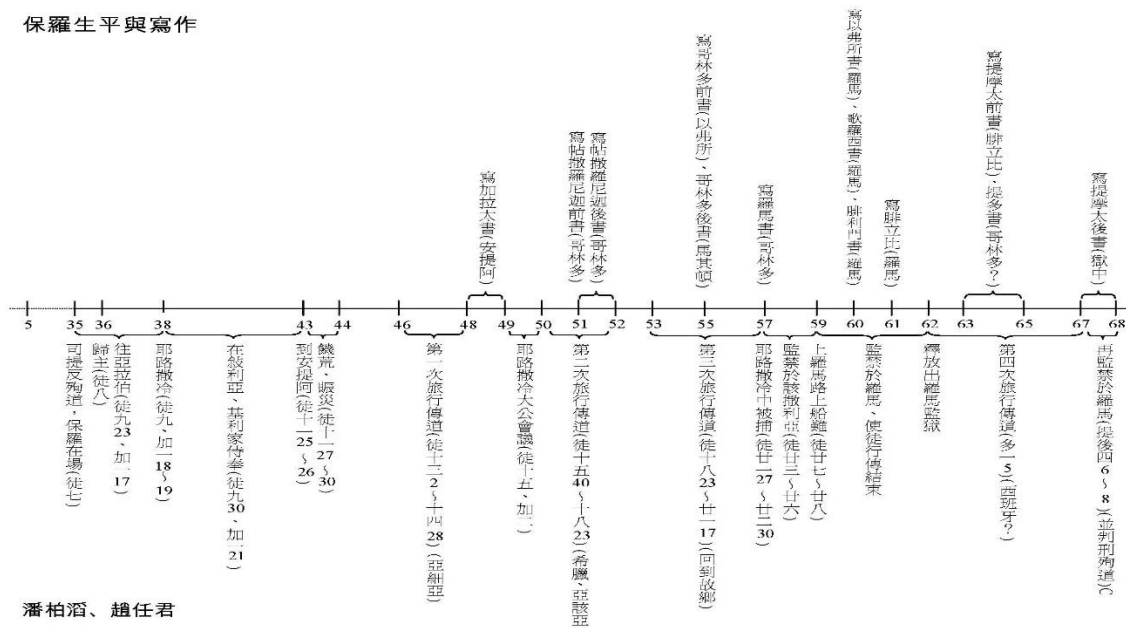 保羅生平與寫作
寫加拉太書(安提阿)
寫帖撒羅尼迦前書(哥林多)
寫帖撒羅尼迦後書(哥林多)
寫哥林多前書(以弗所)、哥林多後書(馬其頓)
寫羅馬書(哥林多)
寫以弗所書(羅馬)、歌羅西書(羅馬)、腓利門書(羅馬)
寫腓立比(羅馬)
寫提摩太前書(腓立比)、提多書(哥林多?)
寫提摩太後書(獄中)
5 35 36 38 43 44 46 48 49 50 51 52 53 55 57 59 60 61 62 63 65 67 68
司提反殉道,保羅在場(徒七)
歸主(徒八)
往亞拉伯(徒九23、加一17)
耶路撒冷(徒九、加一18~19)
在敍利亞、基利家侍奉(徒九30、加一21)
到安提阿(徒十一25~26)
饑荒、賑災(徒十一27~30)
第一次旅行傳道(徒十三2~十四28)(亞細亞)
耶路撒冷大公會議(徒十五、加二)
第二次旅行傳道(徒十五40~十八23)(希臘、亞該亞
第三次旅行傳道(徒十八23~廿一17)(回到故鄉)
耶路撒冷中被捕(徒廿一27~廿二30)
監禁於該撒利亞(徒廿三~廿六)
上羅馬路上船難(徒廿七~廿八)
監禁於羅馬、使徒行傳結束
釋放出羅馬監獄
第四次旅行傳道(多一5)(西班牙?)
再監禁於羅馬(提後四6~8)(並判刑殉道)(
潘柏滔、趙任君